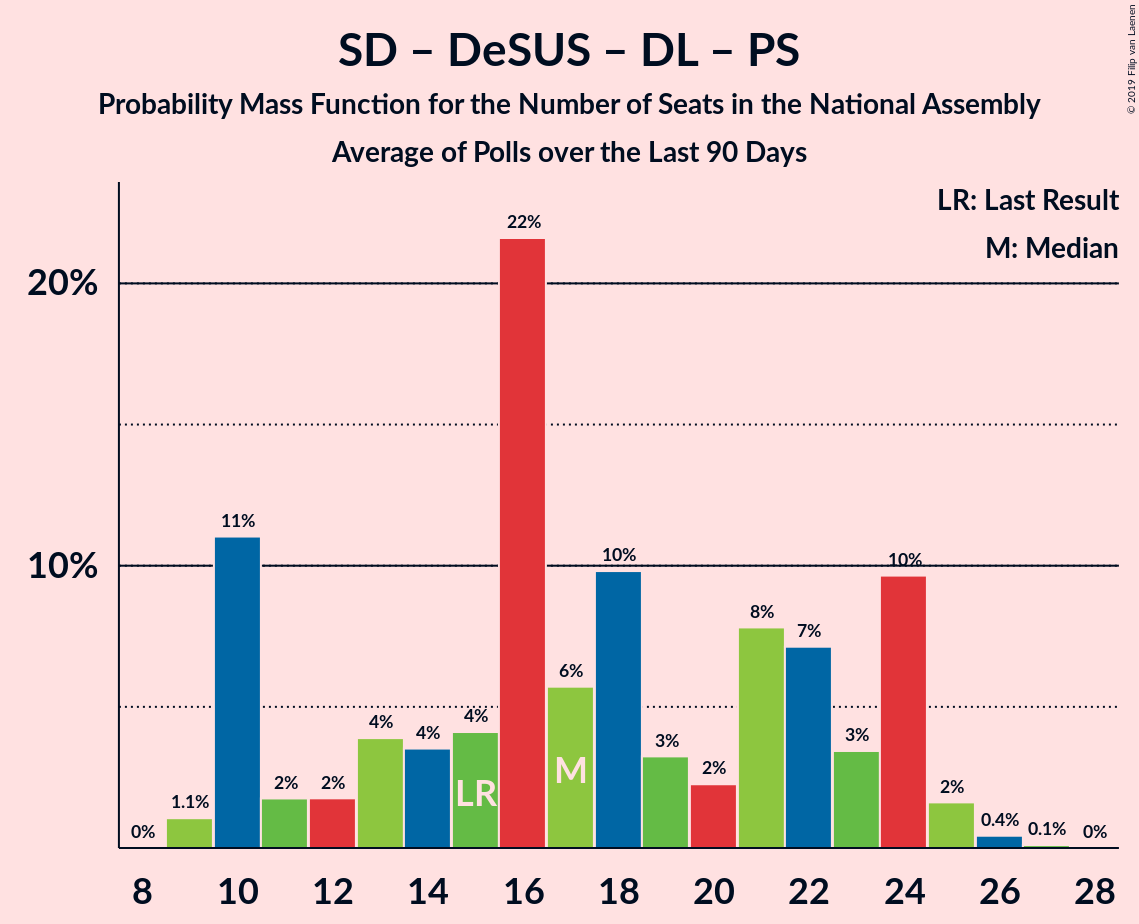 SD – DeSUS – DL – PS
Probability Mass Function for the Number of Seats in the National Assembly
Average of Polls over the Last 90 Days
© 2019 Filip van Laenen
LR: Last Result
M: Median
20%
10%
0%
1.1%
11%
2%
2%
4%
4%
4%
22%
6%
10%
3%
2%
8%
7%
3%
10%
2%
0.4%
0.1%
0%
LR
M
8 10 12 14 16 18 20 22 24 26 28